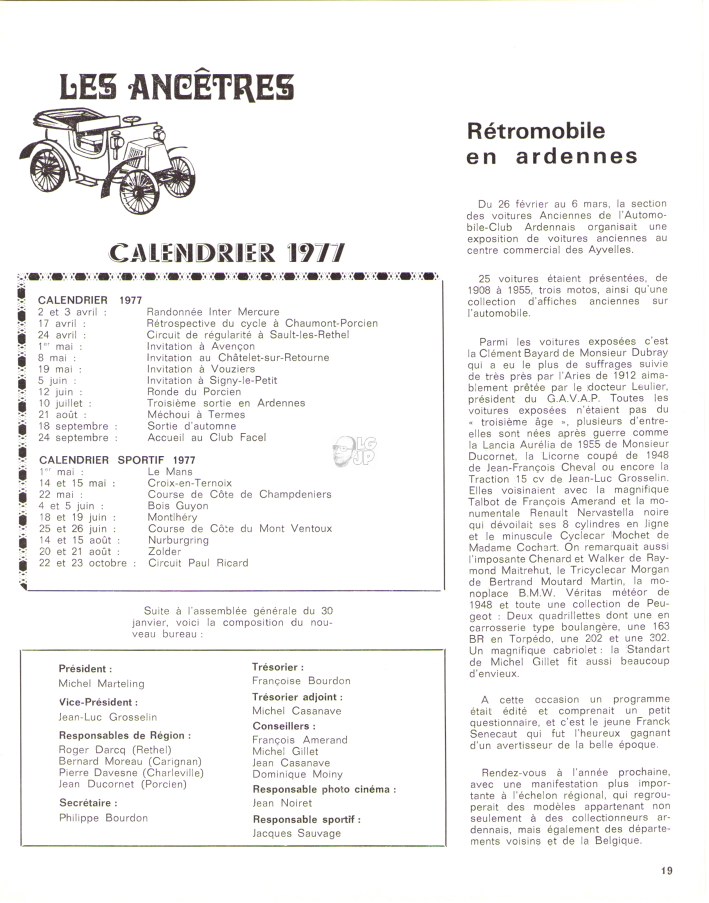 LES ANCÊTRES
CALENDRIER 1977
CALENDRIER 1977
2 et 3 avril : Randonnée Inter Mercure
17 avril : Rétrospective du cycle à Chaumont-Porcien
24 avril : Circuit de régularité à Sault-les-Rethel
1er mai : Invitation à Avençon
8 mai : Invitation au Châtelet-sur-Retourne
19 mai : Invitation à Vouziers
5 juin : Invitation à Signy-le-Petit
12 juin : Ronde du Porcien
10 juillet : Troisième sortie en Ardennes
21 août : Méchoui à Termes
18 septembre : Sortie d'automne
24 septembre : Accueil au Club Facel
CALENDRIER SPORTIF 1977
1er mai : Le Mans
14 et 15 mai : Croix-en-Ternoix
22 mai : Course de Côte de Champdeniers
4 et 5 juin : Bois Guyon
18 et 19 juin : Montlhéry
25 et 26 juin : Course de Côte du Mont Ventoux
14 et 15 août : Nurburgring
20 et 21 août : Zolder
22 et 23 octobre : Circuit Paul Ricard
LG
JP
Suite à l'assemblée générale du 30
janvier, voici la composition du nou-
veau bureau :
Président :
Michel Marteling
Vice-Président :
Jean-Luc Grosselin
Responsables de Région :
Roger Darcq (Rethel)
Bernard Moreau (Carignan)
Pierre Davesne (Charleville)
Jean Ducornet (Porcien)
Secrétaire :
Philippe Bourdon
Trésorier :
Françoise Bourdon
Trésorier adjoint :
Michel Casanave
Conseillers :
François Amerand
Michel Gillet
Jean Casanave
Dominique Moiny
Responsable photo cinéma :
Jean Noiret
Responsable sportif :
Jacques Sauvage
Rétromobile
en ardennes
Du 26 février au 6 mars, la section
des voitures Anciennes de l'Automo-
bile-Club Ardennais organisait une
exposition de voitures anciennes au
centre commercial des Ayvelles.
25 voitures étaient présentées, de
1908 à 1955, trois motos, ainsi qu'une
collection d'affiches anciennes sur
l'automobile.
Parmi les voitures exposées c'est
la Clément Bayard de Monsieur Dubray
qui a eu le plus de suffrages suivie
de très près par l'Aries de 1912 aima-
blement prêtée par le docteur Leulier,
président du G.A.V.A.P. Toutes les
voitures exposées n'étaient pas du
« troisième âge », plusieurs d'entre-
elles sont nées après guerre comme
la Lancia Aurélia de 1955 de Monsieur
Ducornet, la Licorne coupé de 1948
de Jean-François Cheval ou encore la
Traction 15 cv de Jean-Luc Grosselin.
Elles voisinaient avec la magnifique
Talbot de François Amerand et la mo-
numentale Renault Nervastella noire
qui dévoilait ses 8 cylindres en ligne
et le minuscule Cyclecar Mochet de
Madame Cochart. On remarquait aussi
l'imposante Chenard et Walker de Ray-
mond Maitrehut, le Tricyclecar Morgan
de Bertrand Moutard Martin, la mo-
noplace B.M.W. Véritas météor de
1948 et toute une collection de Peu-
geot : Deux quadrillettes dont une en
carrosserie type boulangère, une 163
BR en Torpédo, une 202 et une 302.
Un magnifique cabriolet : la Standart
de Michel Gillet fit aussi beaucoup
d'envieux.
A cette occasion un programme
était édité et comprenait un petit
questionnaire, et c'est le jeune Franck
Senecaut qui fut l'heureux gagnant
d'un avertisseur de la belle époque.
Rendez-vous à l'année prochaine,
avec une manifestation plus impor-
tante à l'échelon régional, qui regrou-
perait des modèles appartenant non
seulement à des collectionneurs ar-
dennais, mais également des départe-
ments voisins et de la Belgique.
19